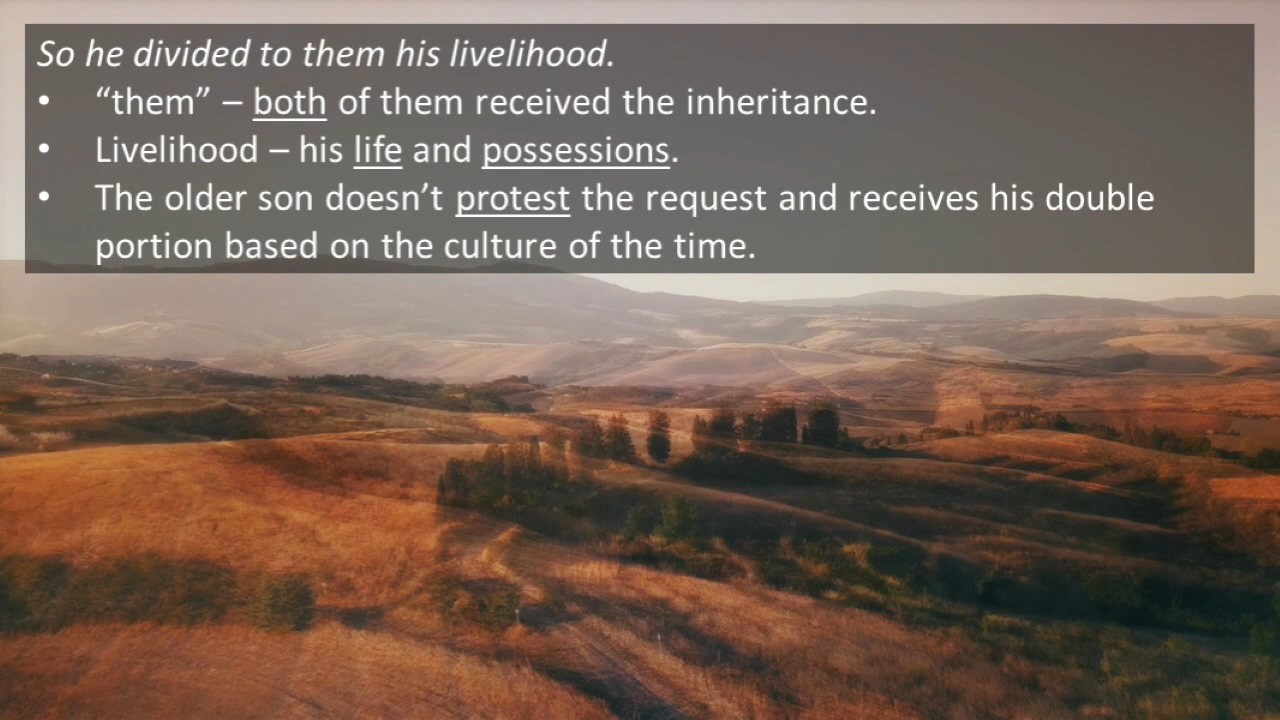 So he divided to them his livelihood.
• “them” – both of them received the inheritance.
• Livelihood – his life and possessions.
• The older son doesn’t protest the request and receives his double
portion based on the culture of the time.